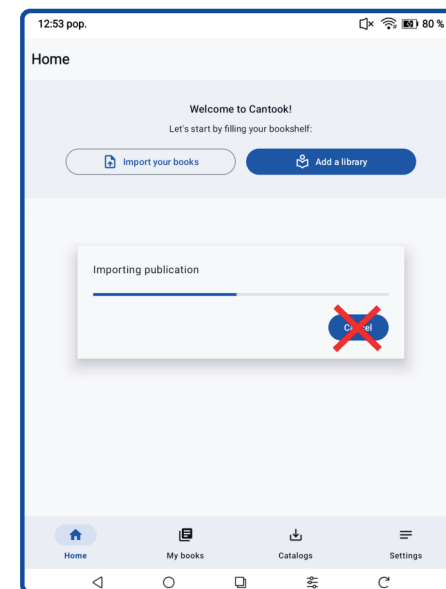 12:53 pop. 80 %
Home
Welcome to Cantook!
Let's start by filling your bookshelf:
Import your books Add a library
Importing publication
Home My books Catalogs Settings